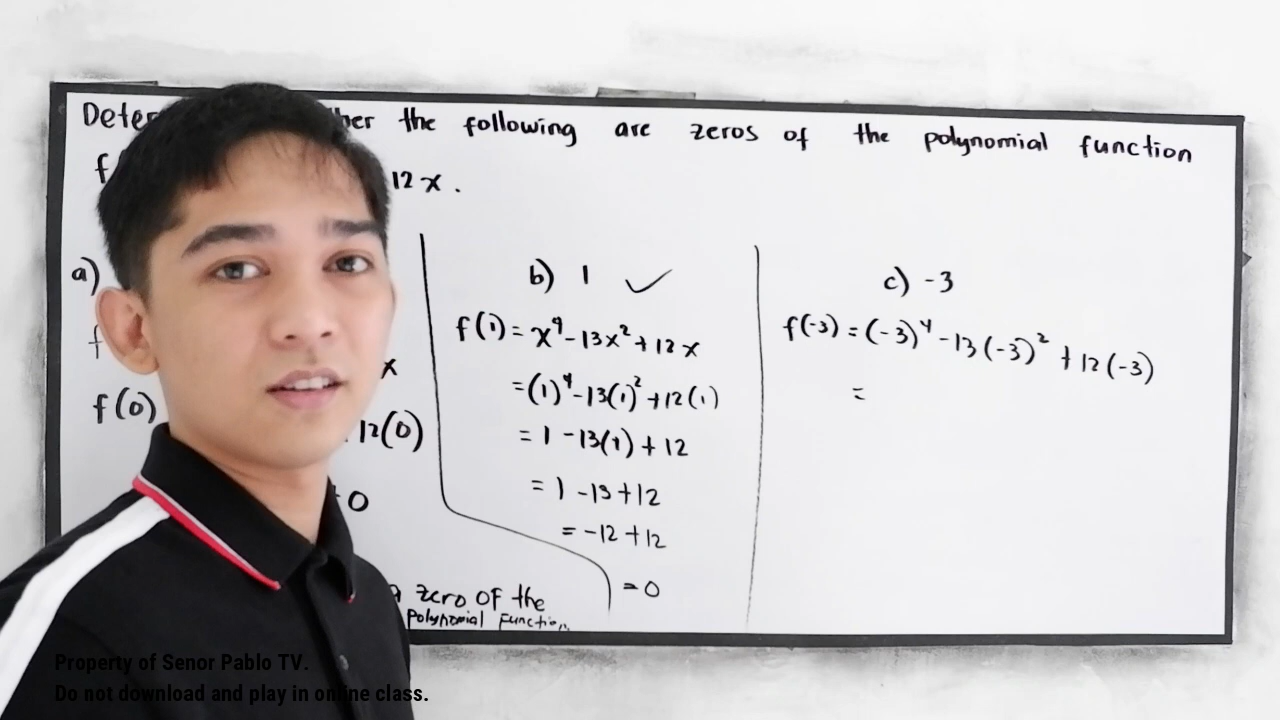 Deter her the following are zeros of the polynomial function
f 12x.
a)
f x
f(0) 12(0)
0
a zero of the
Polynomial Function.
b) 1 ✓
f(1) = x⁴ - 13x² + 12x
= (1)⁴ - 13(1)² + 12(1)
= 1 - 13(1) + 12
= 1 - 13 + 12
= -12 + 12
= 0
c) -3
f(-3) = (-3)⁴ - 13(-3)² + 12(-3)
=
Property of Senor Pablo TV.
Do not download and play in online class.